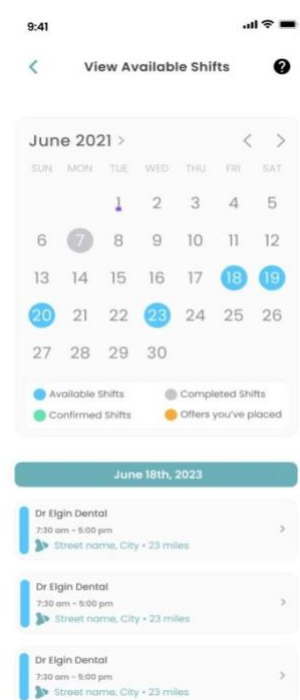 9:41
View Available Shifts ?
June 2021 >
SUN MON TUE WED THU FRI SAT
1 2 3 4 5
6 7 8 9 10 11 12
13 14 15 16 17 18 19
20 21 22 23 24 25 26
27 28 29 30
Available Shifts Completed Shifts
Confirmed Shifts Offers you've placed
June 18th, 2023
Dr Elgin Dental
7:30 am - 5:00 pm
Street name, City • 23 miles
Dr Elgin Dental
7:30 am - 5:00 pm
Street name, City • 23 miles
Dr Elgin Dental
7:30 am - 5:00 pm
Street name, City • 23 miles